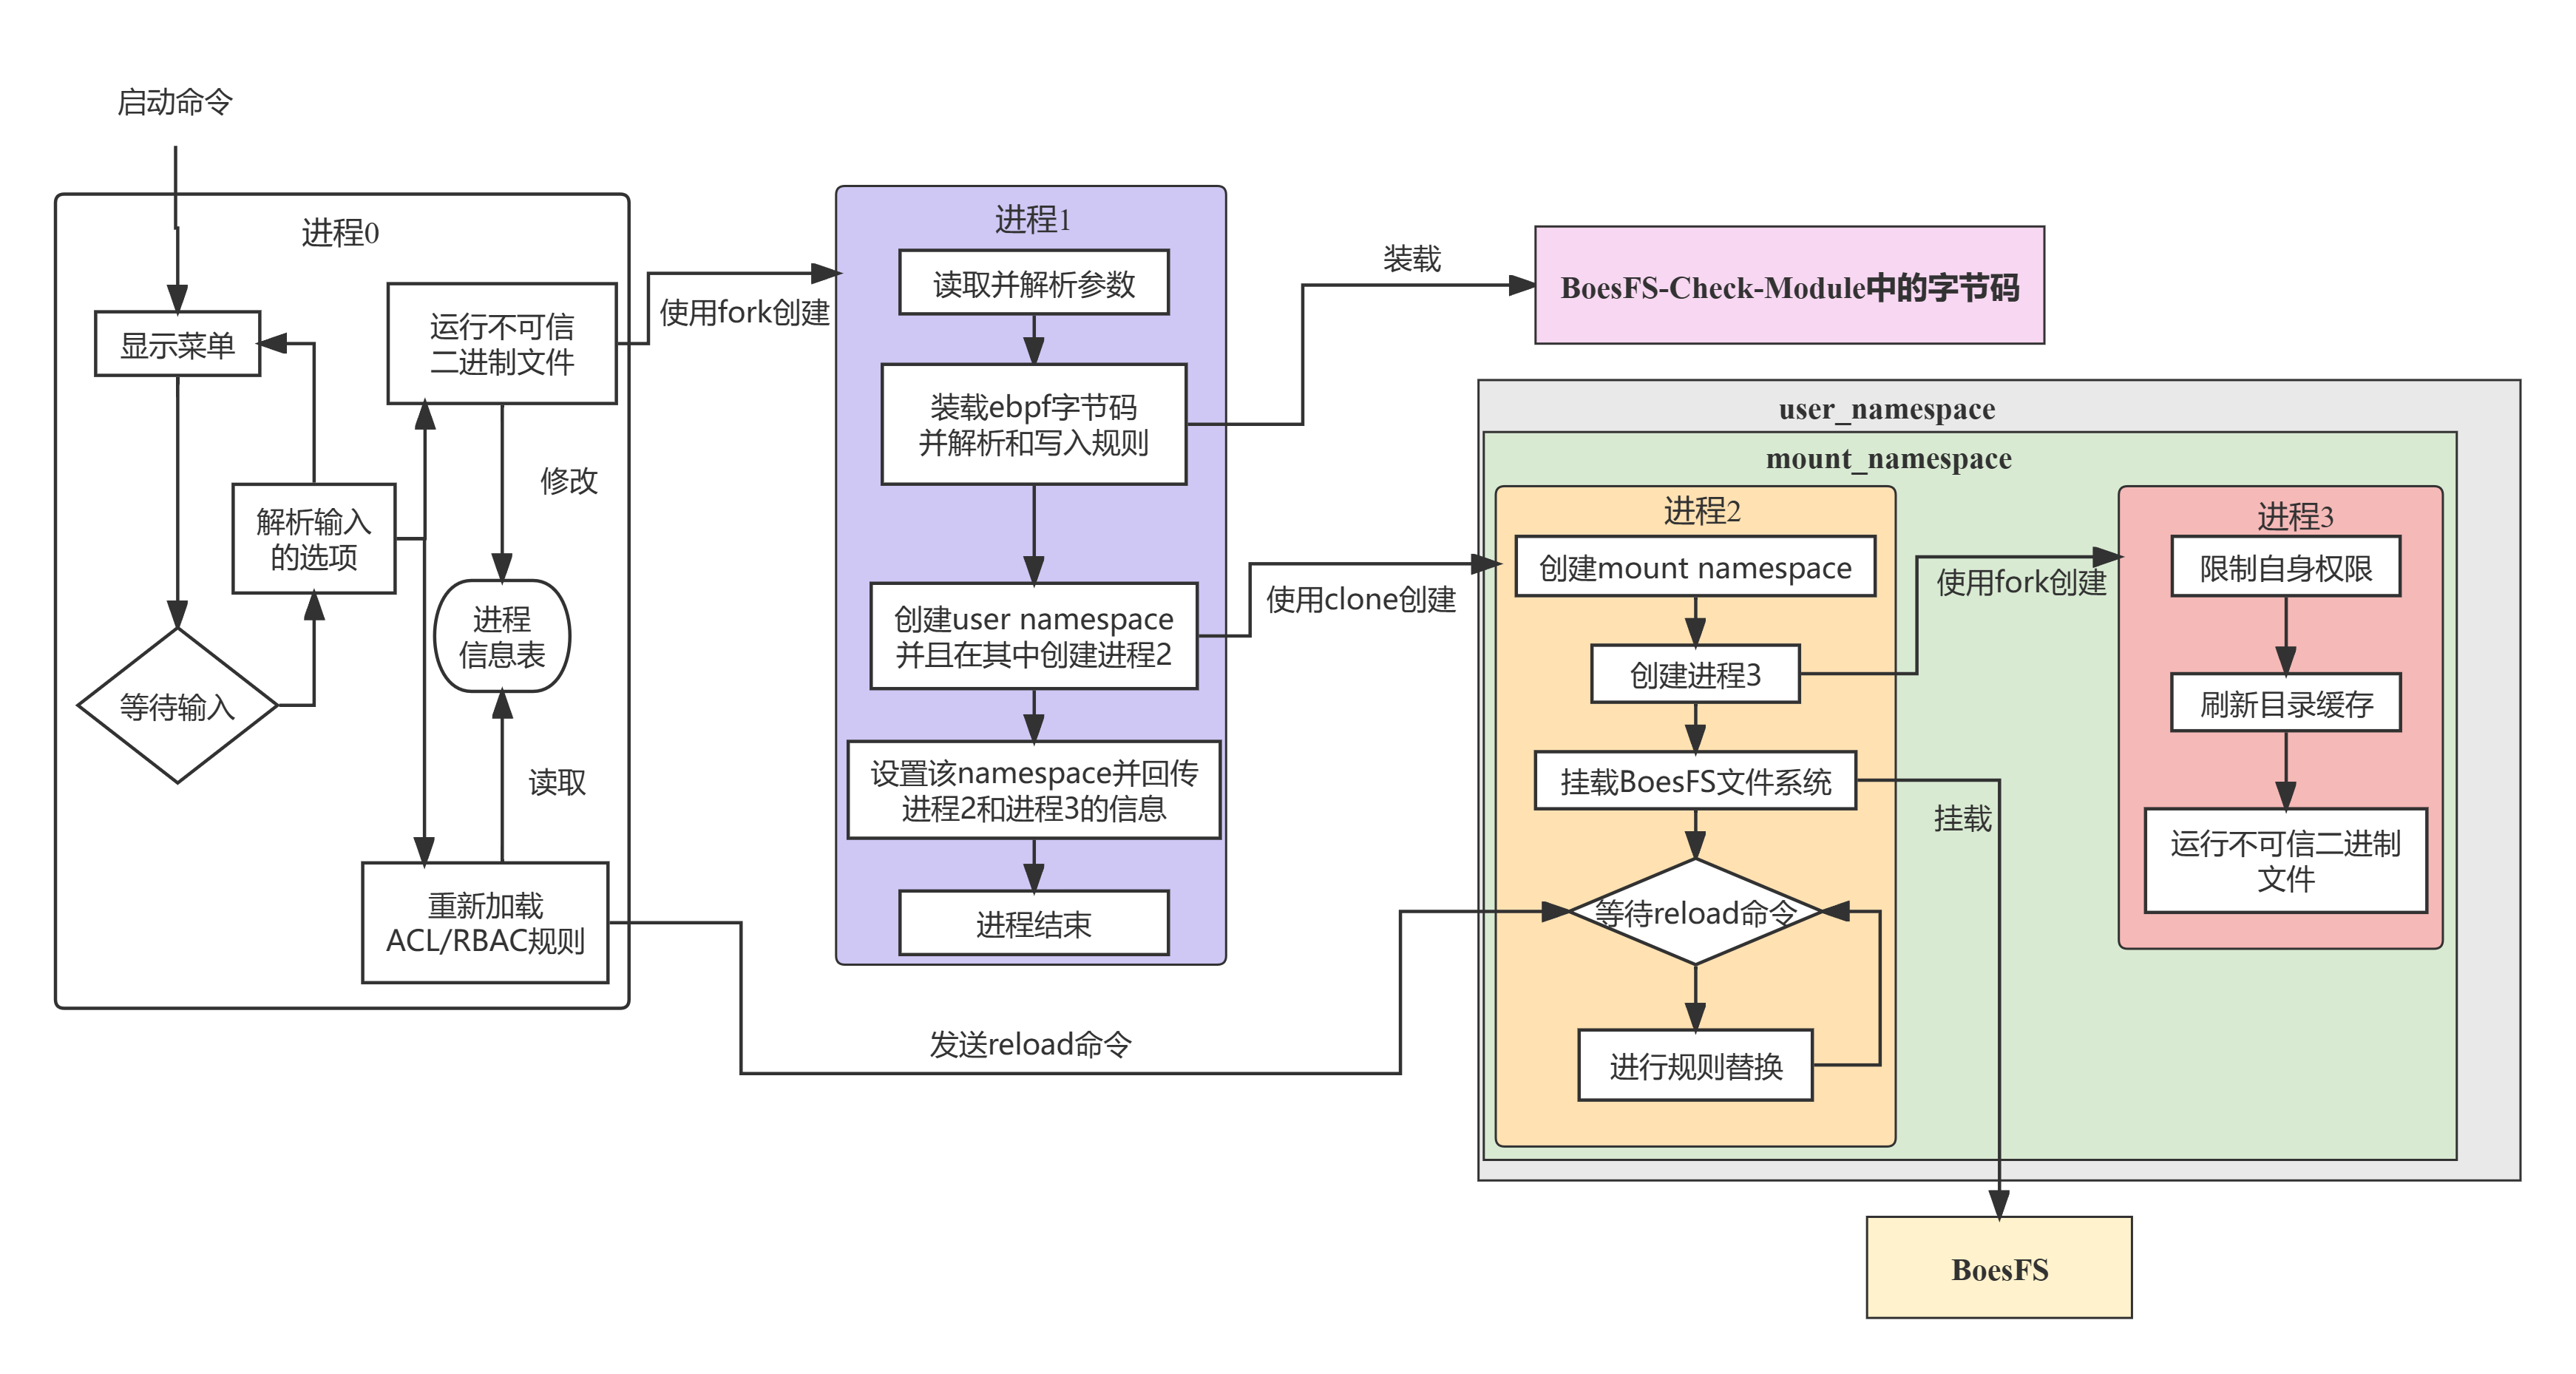 启动命令
进程0
显示菜单
等待输入
解析输入
的选项
运行不可信
二进制文件
修改
进程
信息表
读取
重新加载
ACL/RBAC规则
使用fork创建
发送reload命令
进程1
读取并解析参数
装载ebpf字节码
并解析和写入规则
创建user namespace
并且在其中创建进程2
设置该namespace并回传
进程2和进程3的信息
进程结束
装载
BoesFS-Check-Module中的字节码
使用clone创建
user_namespace
mount_namespace
进程2
创建mount namespace
创建进程3
挂载BoesFS文件系统
等待reload命令
进行规则替换
使用fork创建
挂载
进程3
限制自身权限
刷新目录缓存
运行不可信二进制
文件
BoesFS